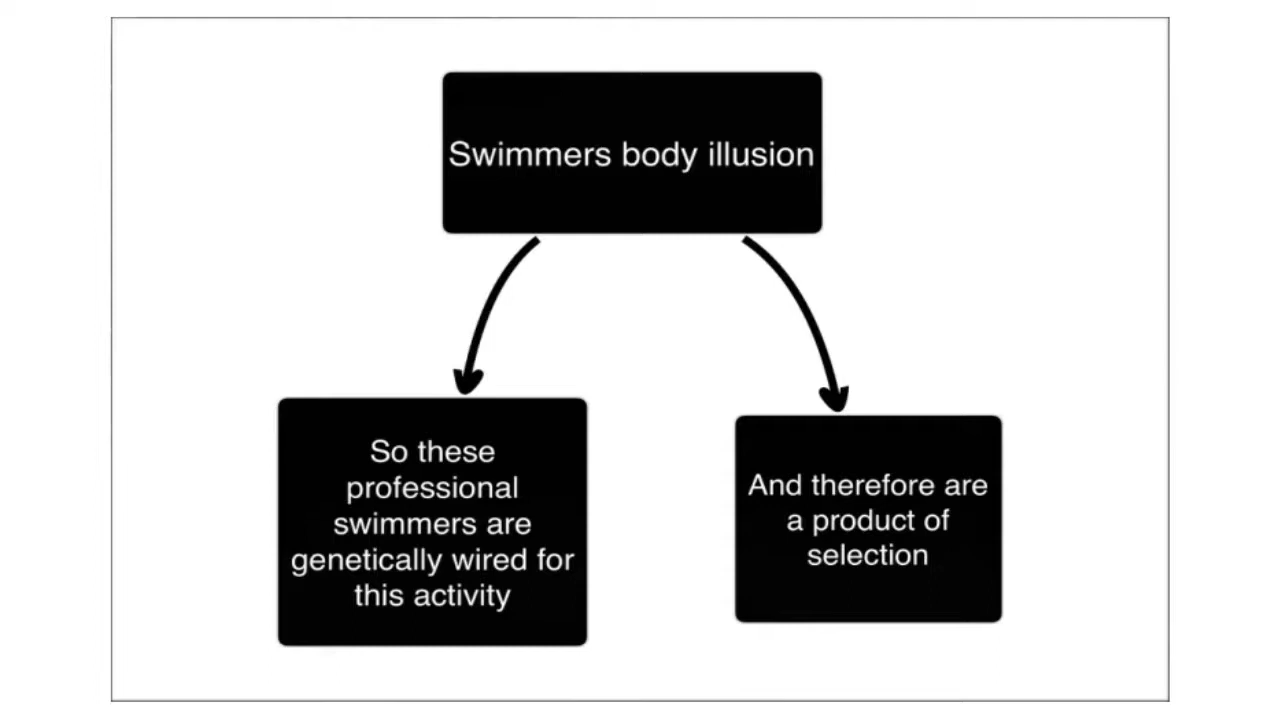 Swimmers body illusion
So these
professional
swimmers are
genetically wired for
this activity
And therefore are
a product of
selection